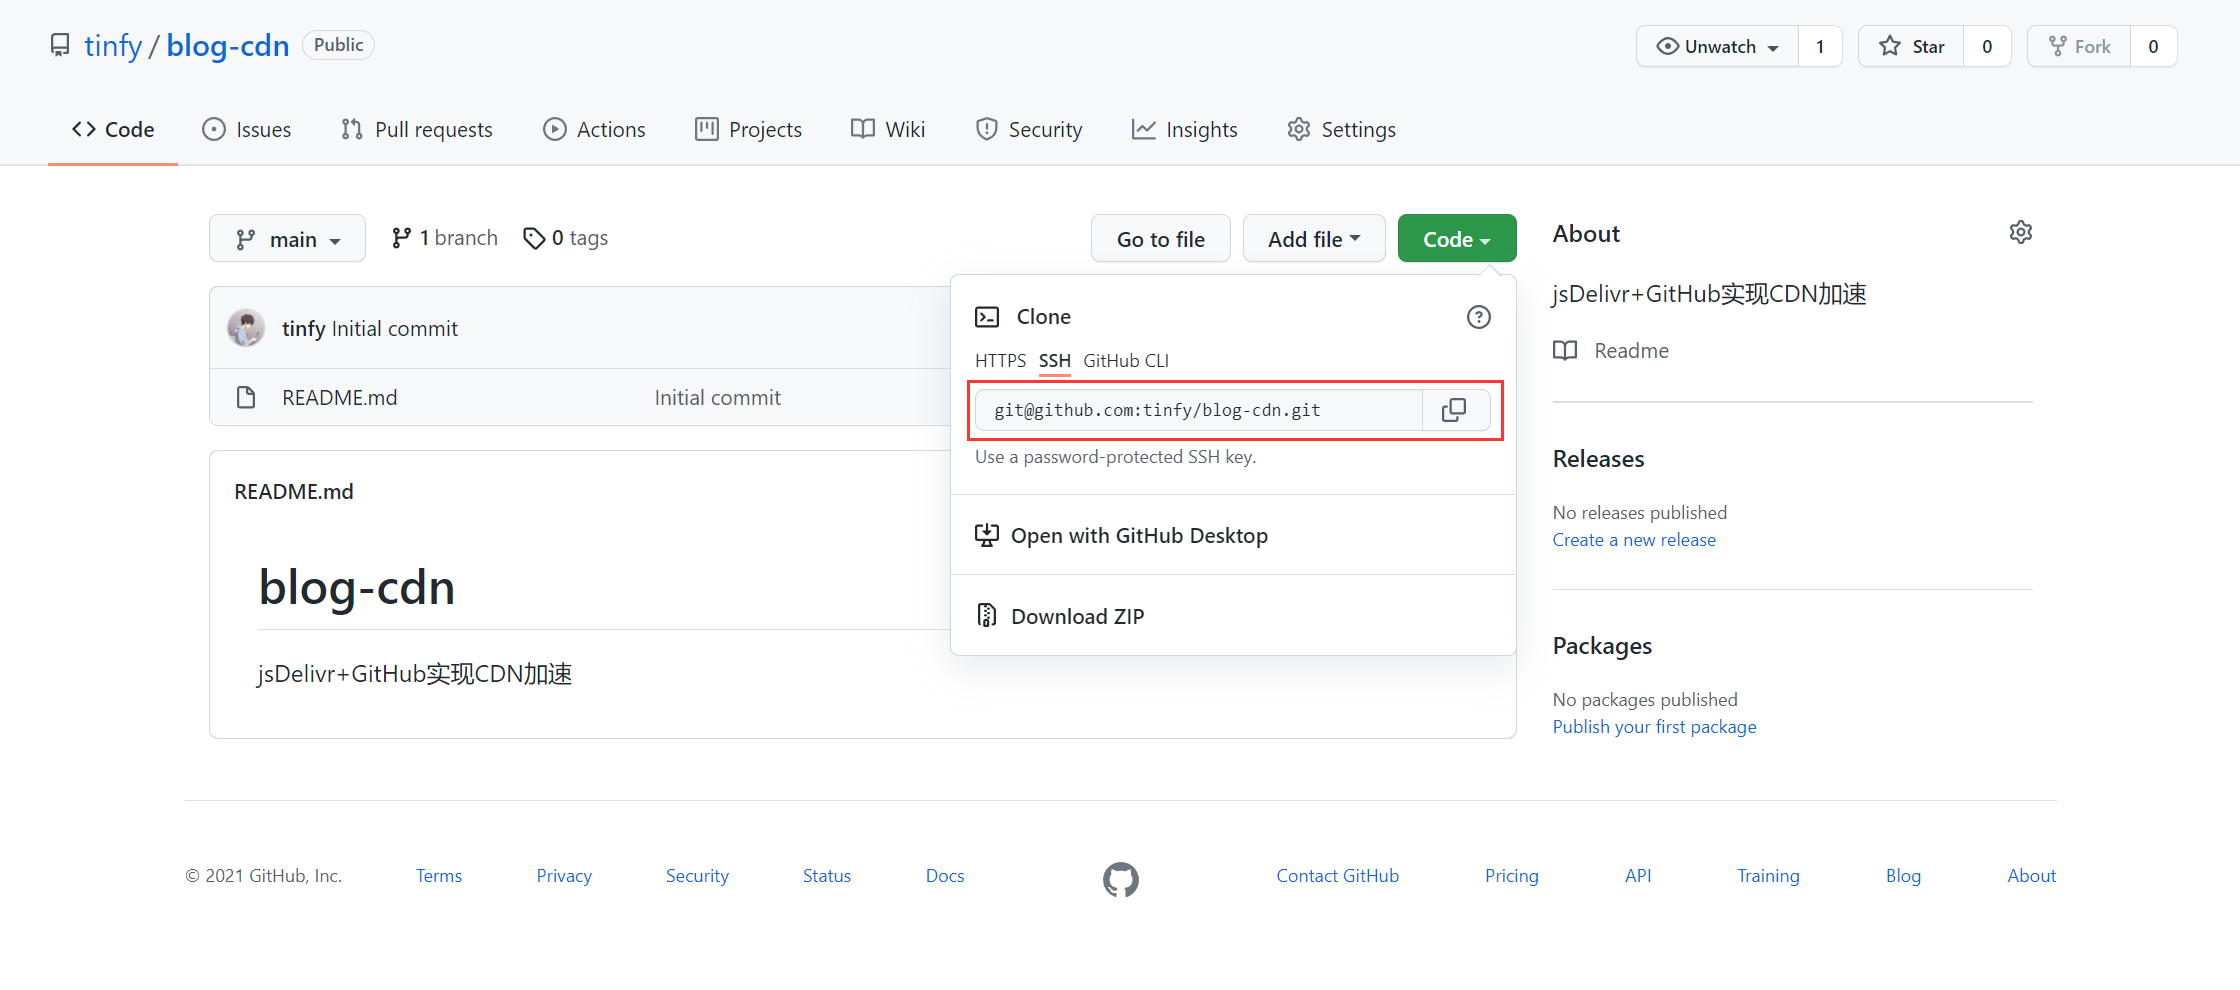 tinfy / blog-cdn Public
Unwatch 1 Star 0 Fork 0
Code Issues Pull requests Actions Projects Wiki Security Insights Settings
main 1 branch 0 tags Go to file Add file Code
tinfy Initial commit
README.md Initial commit
Clone
HTTPS SSH GitHub CLI
git@github.com:tinfy/blog-cdn.git
Use a password-protected SSH key.
Open with GitHub Desktop
Download ZIP
README.md
blog-cdn
jsDelivr+GitHub实现CDN加速
About
jsDelivr+GitHub实现CDN加速
Readme
Releases
No releases published
Create a new release
Packages
No packages published
Publish your first package
© 2021 GitHub, Inc. Terms Privacy Security Status Docs Contact GitHub Pricing API Training Blog About